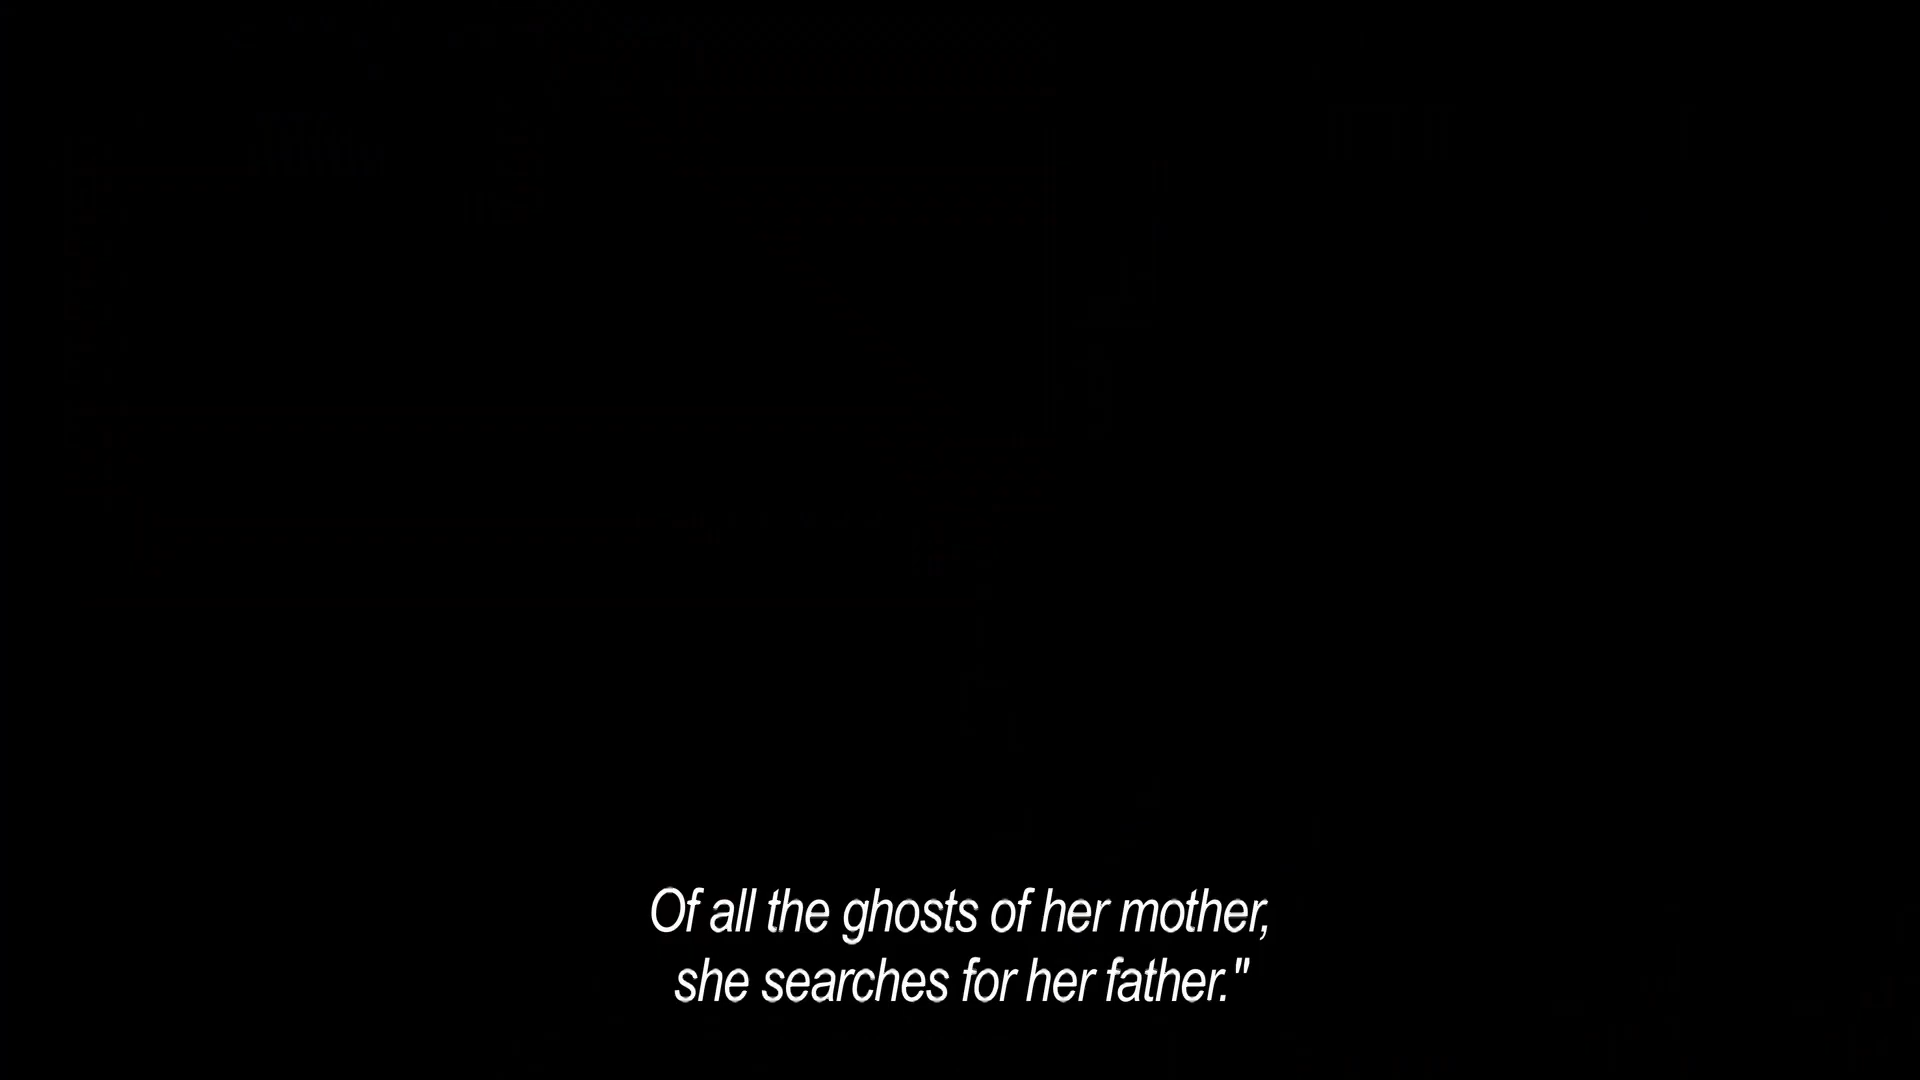 Of all the ghosts of her mother,
she searches for her father."